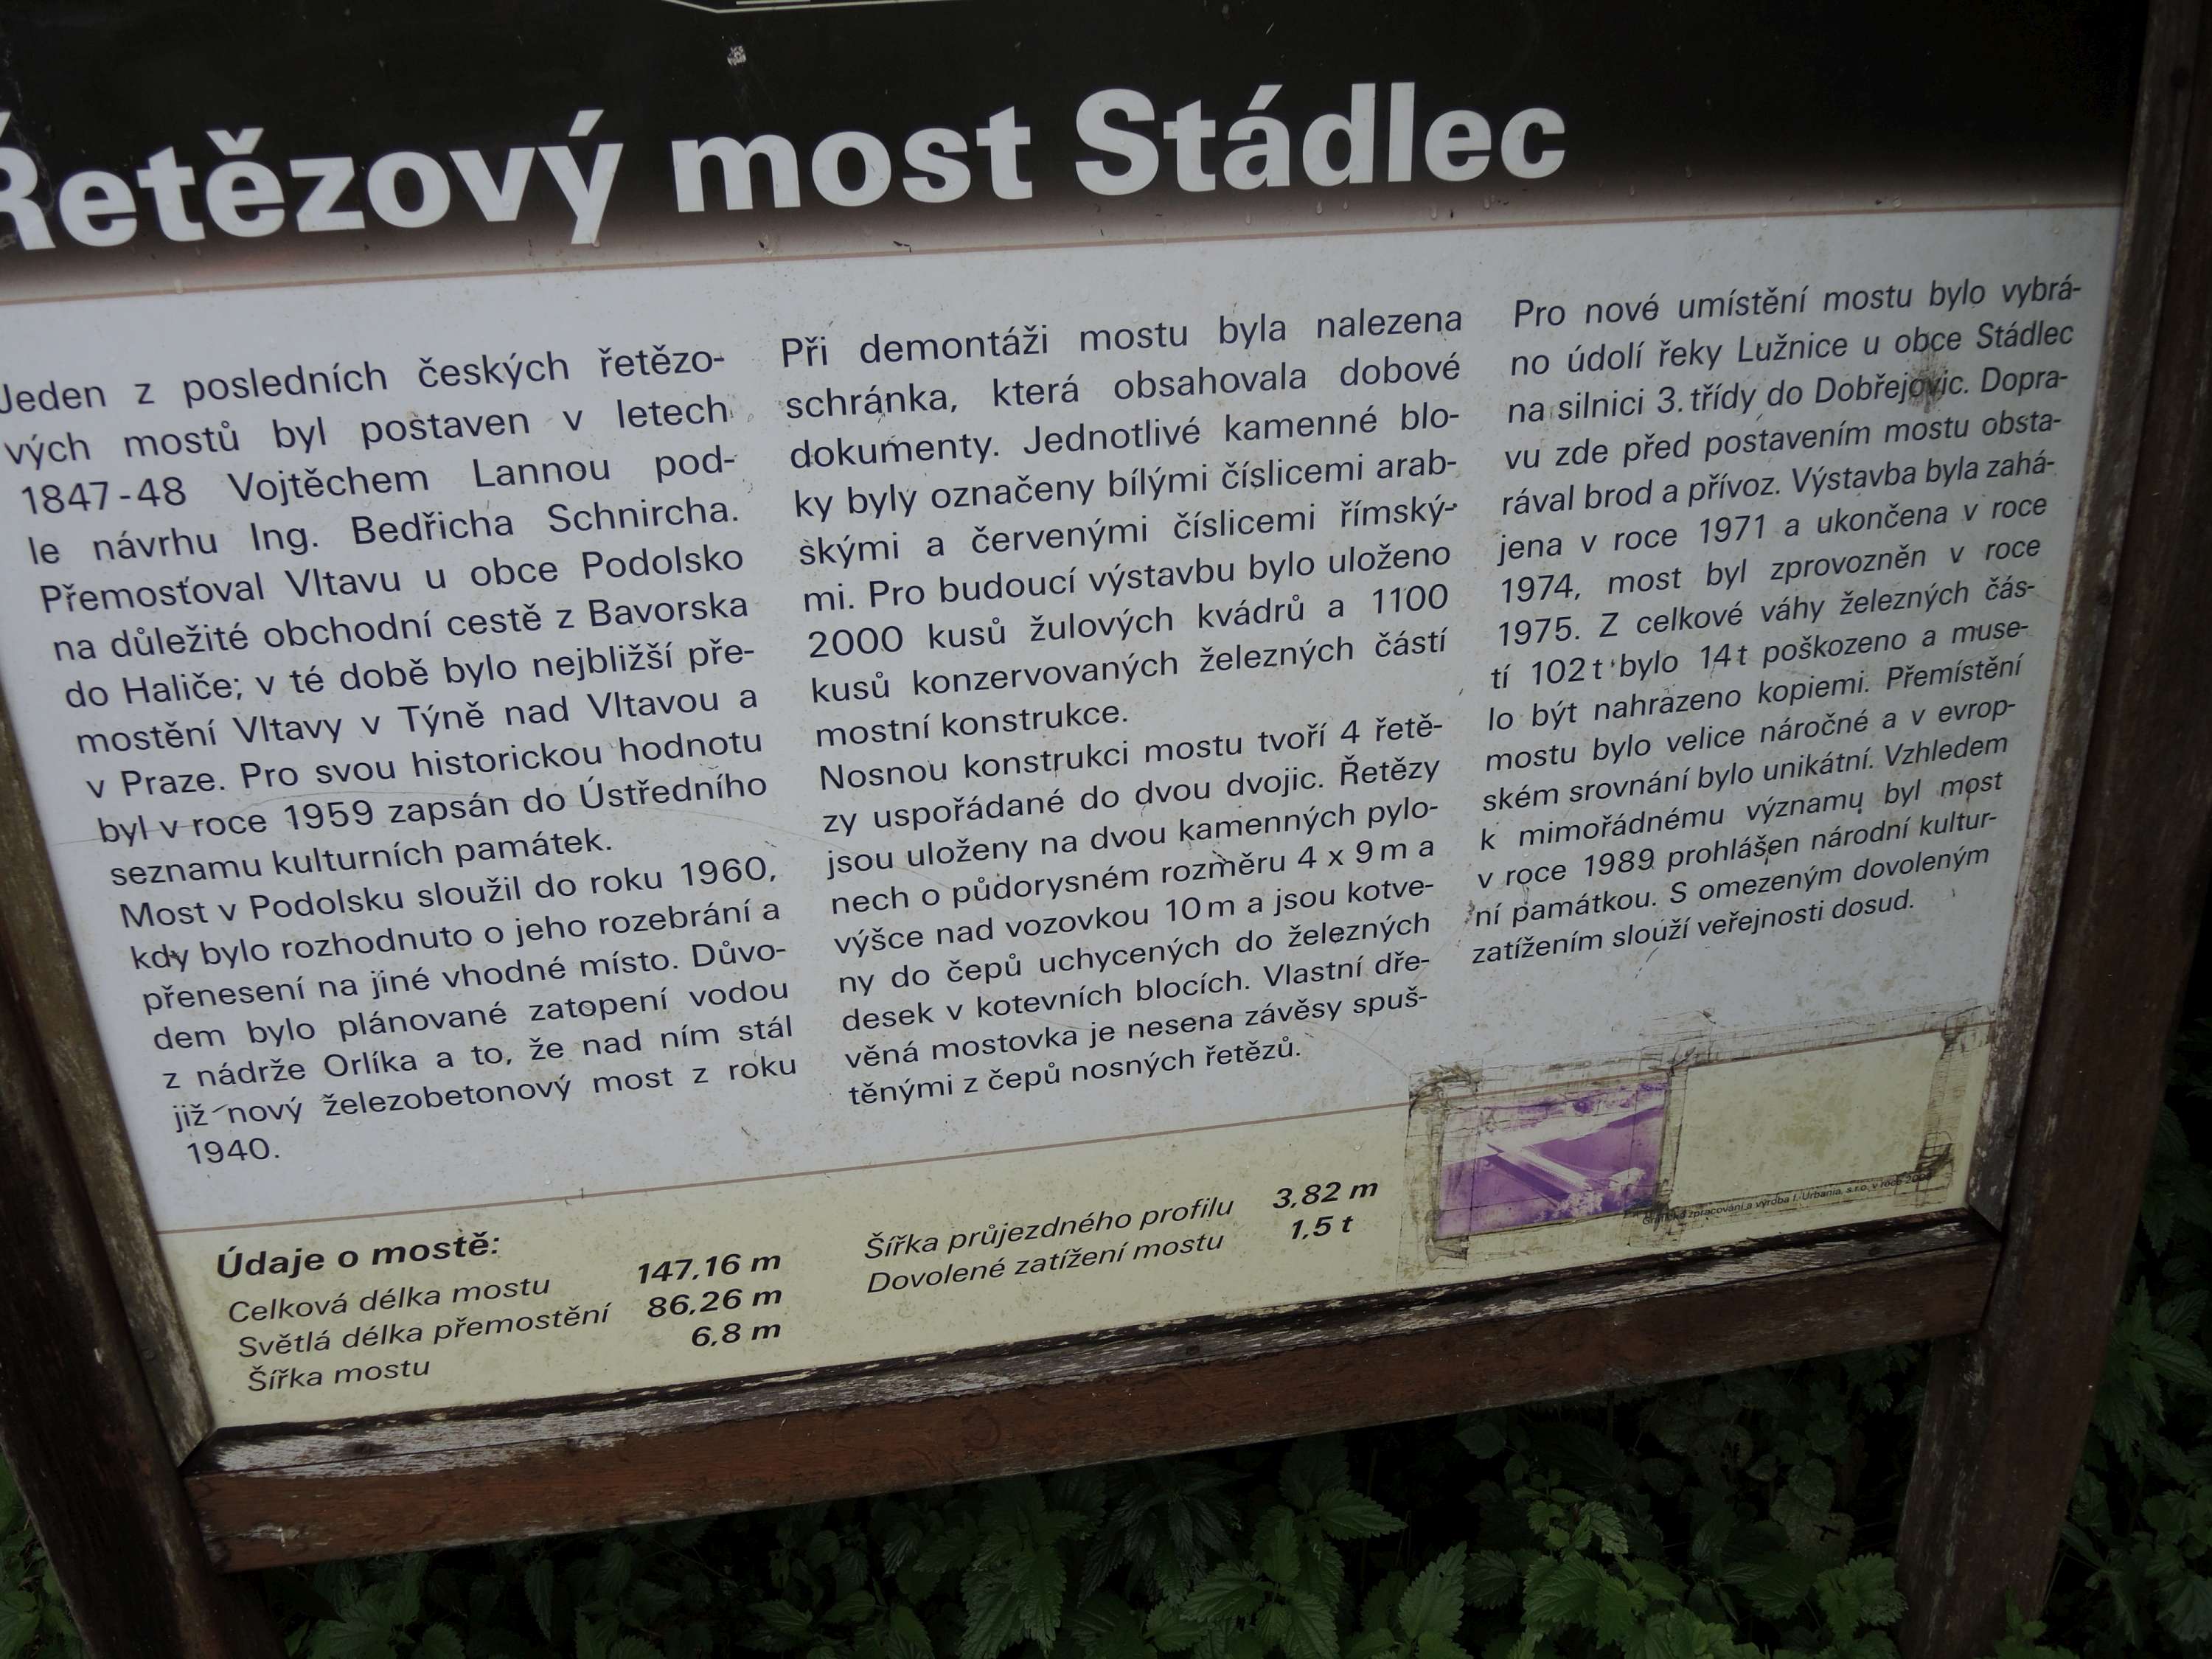 Řetězový most Stádlec
Jeden z posledních českých řetězo-
vých mostů byl postaven v letech
1847-48 Vojtěchem Lannou pod-
le návrhu Ing. Bedřicha Schnircha.
Přemosťoval Vltavu u obce Podolsko
na důležité obchodní cestě z Bavorska
do Haliče; v té době bylo nejbližší pře-
mostění Vltavy v Týně nad Vltavou a
v Praze. Pro svou historickou hodnotu
byl v roce 1959 zapsán do Ústředního
seznamu kulturních památek.
Most v Podolsku sloužil do roku 1960,
kdy bylo rozhodnuto o jeho rozebrání a
přenesení na jiné vhodné místo. Důvo-
dem bylo plánované zatopení vodou
z nádrže Orlíka a to, že nad ním stál
již nový železobetonový most z roku
1940.
Při demontáži mostu byla nalezena
schránka, která obsahovala dobové
dokumenty. Jednotlivé kamenné blo-
ky byly označeny bílými číslicemi arab-
skými a červenými číslicemi římský-
mi. Pro budoucí výstavbu bylo uloženo
2000 kusů žulových kvádrů a 1100
kusů konzervovaných železných částí
mostní konstrukce.
Nosnou konstrukci mostu tvoří 4 řetě-
zy uspořádané do dvou dvojic. Řetězy
jsou uloženy na dvou kamenných pylo-
nech o půdorysném rozměru 4 x 9 m a
výšce nad vozovkou 10 m a jsou kotve-
ny do čepů uchycených do železných
desek v kotevních blocích. Vlastní dře-
věná mostovka je nesena závěsy spuš-
těnými z čepů nosných řetězů.
Pro nové umístění mostu bylo vybrá-
no údolí řeky Lužnice u obce Stádlec
na silnici 3. třídy do Dobřejovic. Dopra-
vu zde před postavením mostu obsta-
rával brod a přívoz. Výstavba byla zahá-
jena v roce 1971 a ukončena v roce
1974, most byl zprovozněn v roce
1975. Z celkové váhy železných čás-
tí 102 t bylo 14 t poškozeno a muse-
lo být nahrazeno kopiemi. Přemístění
mostu bylo velice náročné a v evrop-
ském srovnání bylo unikátní. Vzhledem
k mimořádnému významu byl most
v roce 1989 prohlášen národní kultur-
ní památkou. S omezeným dovoleným
zatížením slouží veřejnosti dosud.
Údaje o mostě:
Celková délka mostu 147,16 m
Světlá délka přemostění 86,26 m
Šířka mostu 6,8 m
Šířka průjezdného profilu 3,82 m
Dovolené zatížení mostu 1,5 t
Grafické zpracování a výroba I. Urbania, s.r.o. v roce